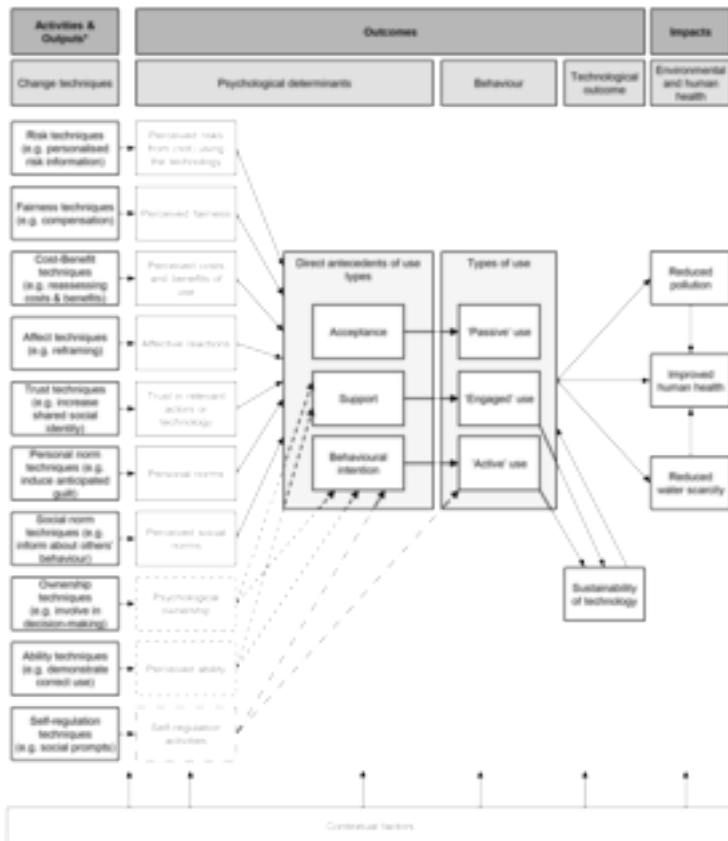 Activities &
Outputs*
Outcomes
Impacts
Change techniques
Psychological determinants
Behaviour
Technological
outcome
Environmental
and human
health
Risk techniques
(e.g. personalised
risk information)
Perceived risks
from (not) using
the technology
Fairness techniques
(e.g. compensation)
Perceived fairness
Cost-Benefit
techniques
(e.g. reassessing
costs & benefits)
Perceived costs
and benefits of
use
Affect techniques
(e.g. reframing)
Affective reactions
Trust techniques
(e.g. increase
shared social
identity)
Trust in relevant
actors or
technology
Personal norm
techniques (e.g.
induce anticipated
guilt)
Personal norms
Social norm
techniques (e.g.
inform about others'
behaviour)
Perceived social
norms
Ownership
techniques
(e.g. involve in
decision-making)
Psychological
ownership
Ability techniques
(e.g. demonstrate
correct use)
Perceived ability
Self-regulation
techniques
(e.g. social prompts)
Self-regulation
activities
Direct antecedents of use
types
Acceptance
Support
Behavioural
intention
Types of use
'Passive' use
'Engaged' use
'Active' use
Sustainability
of technology
Reduced
pollution
Improved
human health
Reduced
water scarcity
Contextual factors